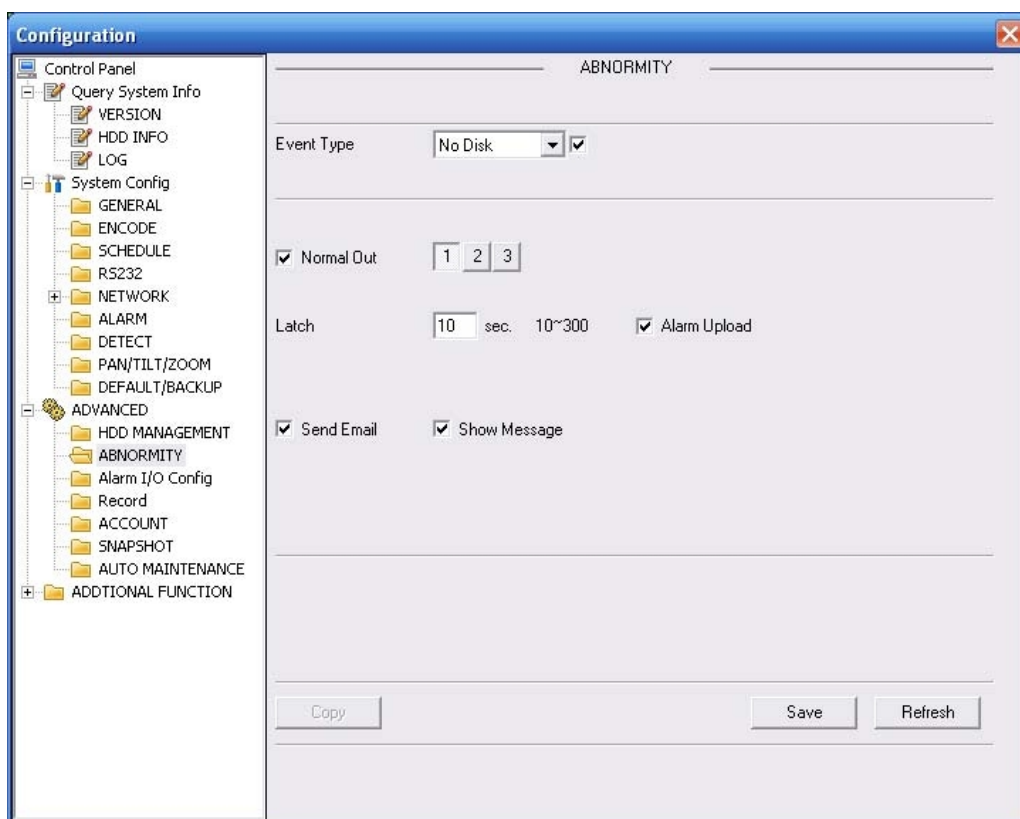 Configuration
Control Panel
Query System Info
VERSION
HDD INFO
LOG
System Config
GENERAL
ENCODE
SCHEDULE
RS232
NETWORK
ALARM
DETECT
PAN/TILT/ZOOM
DEFAULT/BACKUP
ADVANCED
HDD MANAGEMENT
ABNORMITY
Alarm I/O Config
Record
ACCOUNT
SNAPSHOT
AUTO MAINTENANCE
ADDTIONAL FUNCTION
ABNORMITY
Event Type No Disk
Normal Out 1 2 3
Latch 10 sec. 10~300 Alarm Upload
Send Email Show Message
Copy Save Refresh